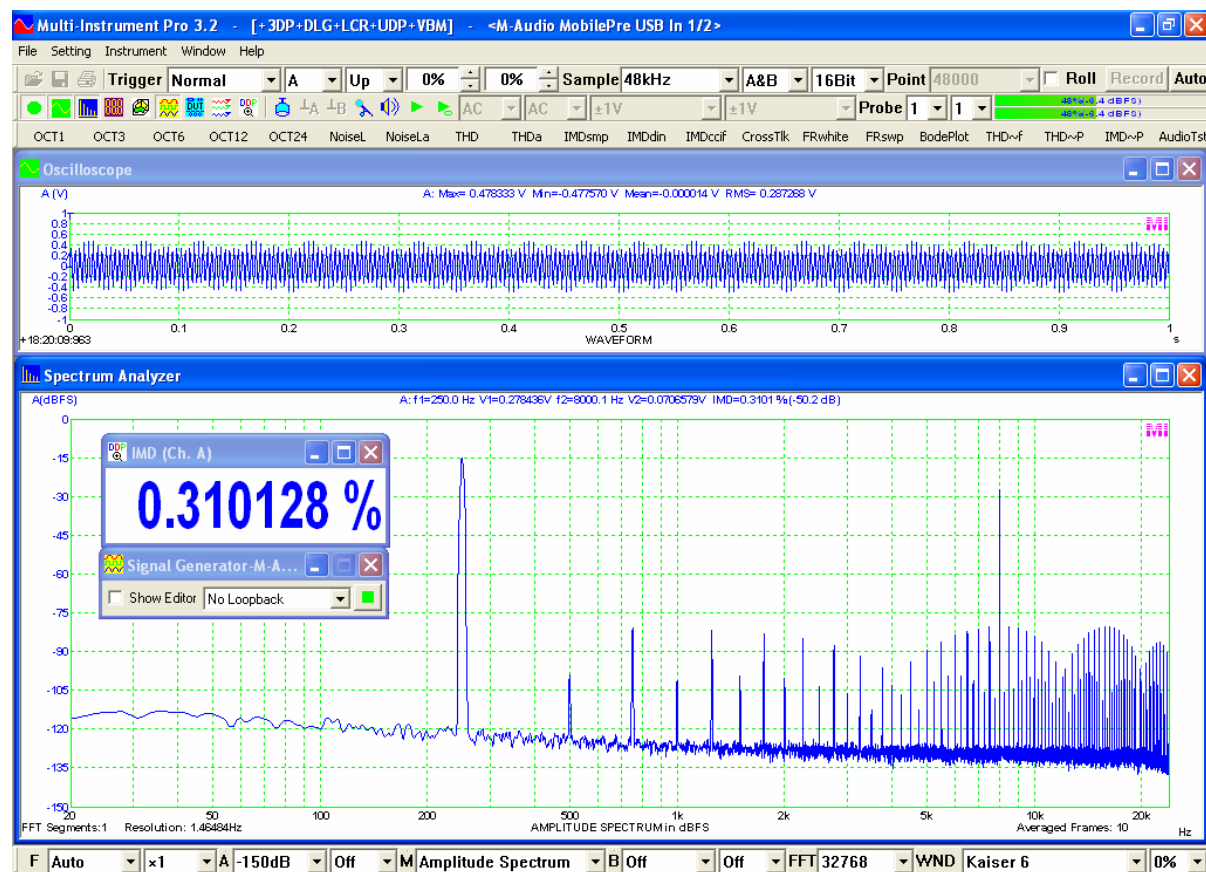 Multi-Instrument Pro 3.2 - [+3DP+DLG+LCR+UDP+VBM] - <M-Audio MobilePre USB In 1/2>
File Setting Instrument Window Help
Trigger Normal A Up 0% 0% Sample 48kHz A&B 16Bit Point 48000 Roll Record Auto
AC AC ±1V ±1V Probe 1 1
OCT1 OCT3 OCT6 OCT12 OCT24 NoiseL NoiseLa THD THDa IMDsmp IMDdin IMDccif CrossTlk FRwhite FRswp BodePlot THD~f THD~P IMD~P AudioTst
Oscilloscope
A (V) A: Max= 0.478333 V Min=-0.477570 V Mean=-0.000014 V RMS= 0.287268 V
MI
1
0.8
0.6
0.4
0.2
0
-0.2
-0.4
-0.6
-0.8
-1
0 0.1 0.2 0.3 0.4 0.5 0.6 0.7 0.8 0.9 1
+18:20:09:963 WAVEFORM s
Spectrum Analyzer
A(dBFS) A: f1=250.0 Hz V1=0.278436V f2=8000.1 Hz V2=0.0706579V IMD=0.3101 %(-50.2 dB)
MI
0
-15
-30
-45
-60
-75
-90
-105
-120
-135
-150
DDP IMD (Ch. A)
0.310128 %
Signal Generator-M-A...
Show Editor No Loopback
20 50 100 200 500 1k 2k 5k 10k 20k
FFT Segments:1 Resolution: 1.46484Hz AMPLITUDE SPECTRUM in dBFS Averaged Frames: 10 Hz
F Auto ×1 A -150dB Off M Amplitude Spectrum B Off Off FFT 32768 WND Kaiser 6 0%